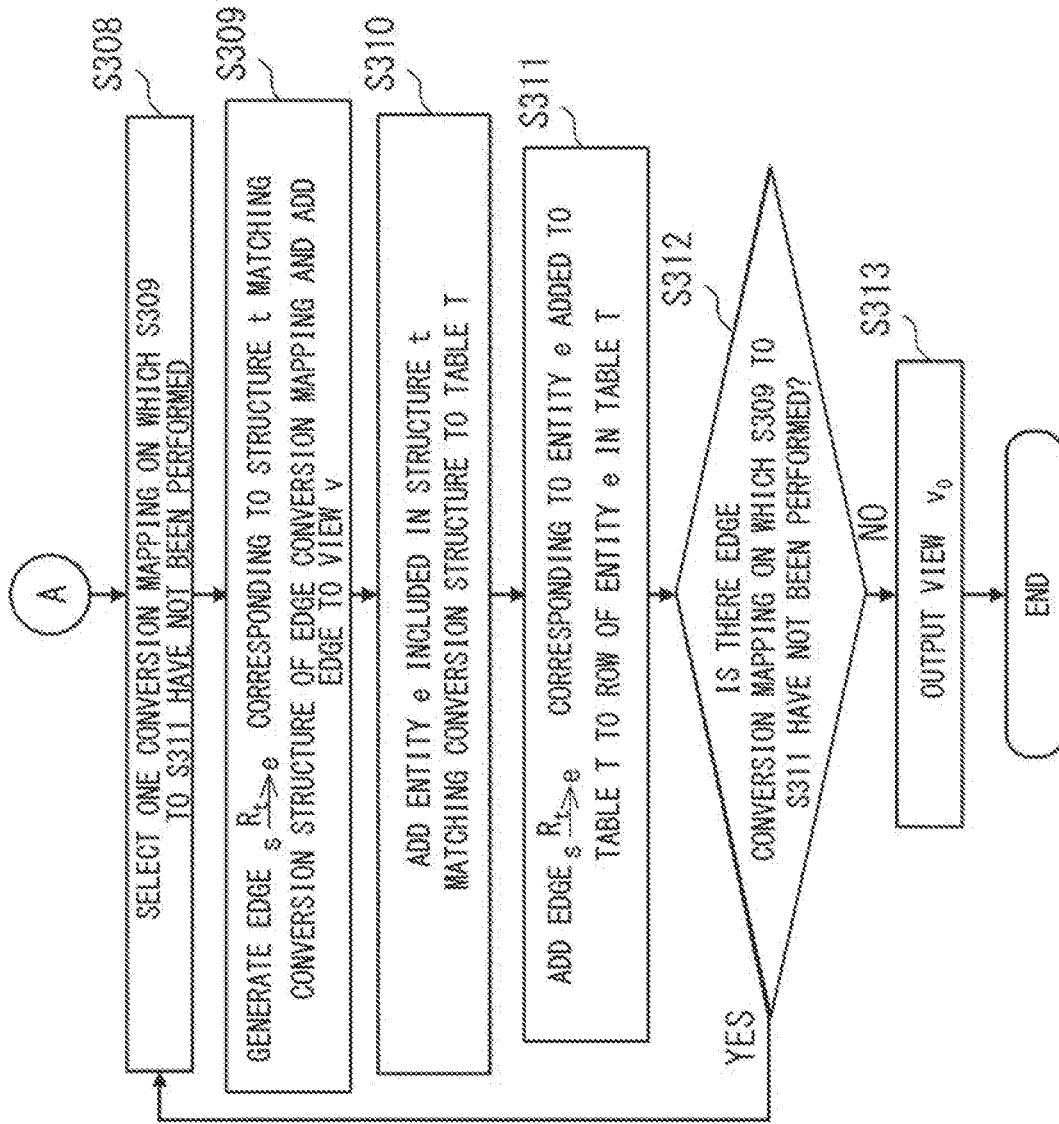 A
S308
SELECT ONE CONVERSION MAPPING ON WHICH S309
TO S311 HAVE NOT BEEN PERFORMED
S309
GENERATE EDGE s Rt→ e CORRESPONDING TO STRUCTURE t MATCHING
CONVERSION STRUCTURE OF EDGE CONVERSION MAPPING AND ADD
EDGE TO VIEW v
S310
ADD ENTITY e INCLUDED IN STRUCTURE t
MATCHING CONVERSION STRUCTURE TO TABLE T
S311
ADD EDGE s Rt→ e CORRESPONDING TO ENTITY e ADDED TO
TABLE T TO ROW OF ENTITY e IN TABLE T
S312
IS THERE EDGE
CONVERSION MAPPING ON WHICH S309 TO
S311 HAVE NOT BEEN PERFORMED?
YES
NO
S313
OUTPUT VIEW v0
END